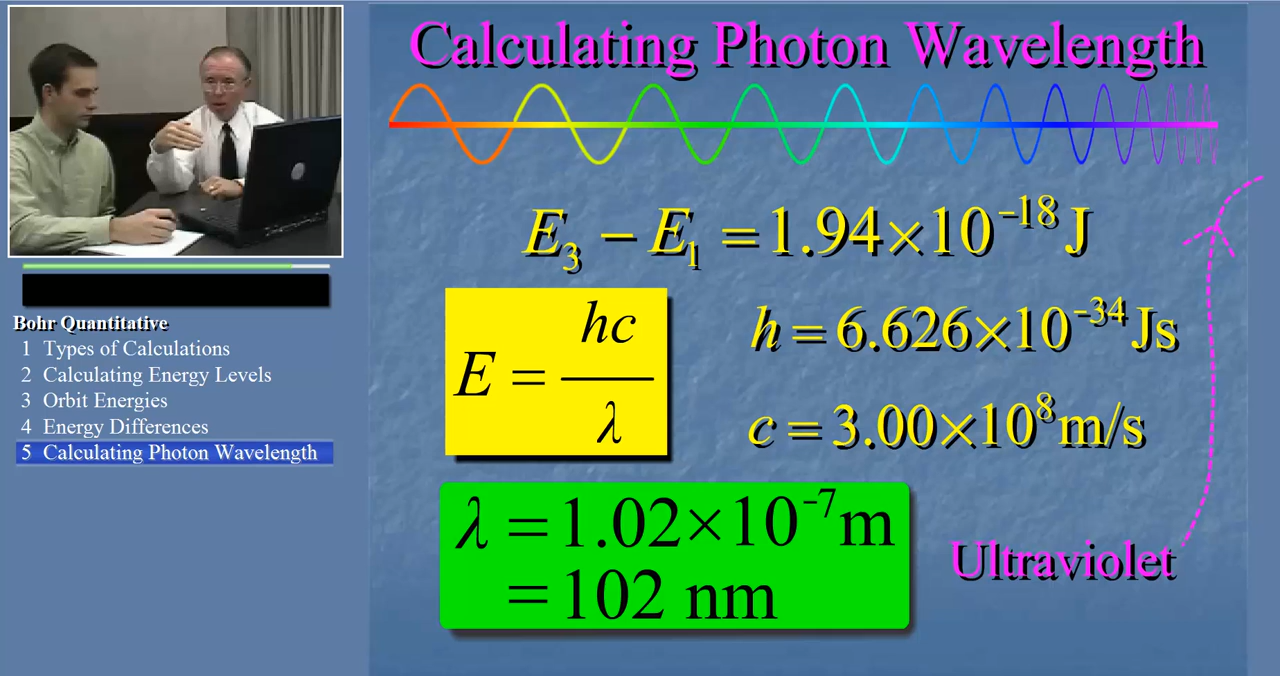 Calculating Photon Wavelength
E₃ − E₁ = 1.94×10⁻¹⁸ J
E = hc/λ
h = 6.626×10⁻³⁴ Js
c = 3.00×10⁸ m/s
λ = 1.02×10⁻⁷ m
= 102 nm
Ultraviolet
Bohr Quantitative
1 Types of Calculations
2 Calculating Energy Levels
3 Orbit Energies
4 Energy Differences
5 Calculating Photon Wavelength